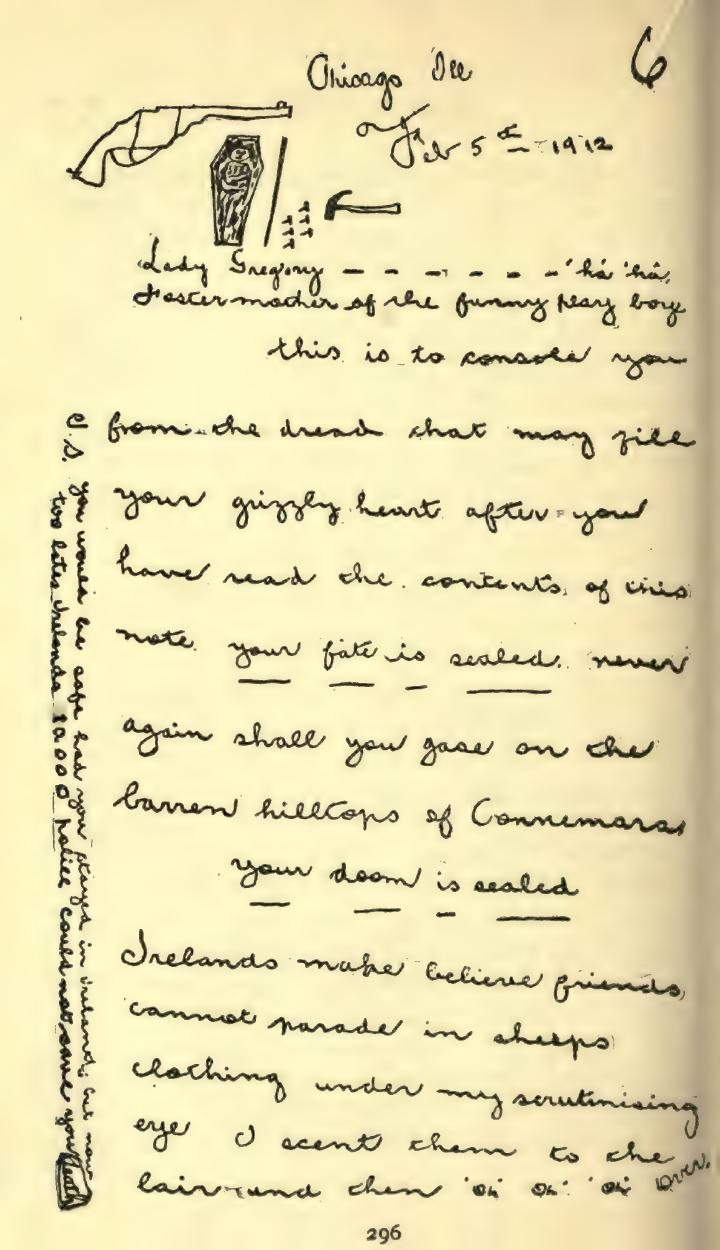 6
Chicago Ill
Feb 5th 1912
Lady Gregory - - - - - - 'ha 'ha,
Foster mother of the funny play boy
this is to console you
from the dread that may fill
your grizzly heart after you
have read the contents of this
note. your fate is sealed. never
again shall you gase on the
barren hilltops of Connemara
your doom is sealed
Irelands make believe friends
cannot parade in sheeps
clothing under my scrutinising
eye I scent them to the
lair and then 'oh' oh' 'oh' over.
P.S. you would be safe had you stayed in Ireland; but now
too late. Irelands 10.000 police could not save you Death
296